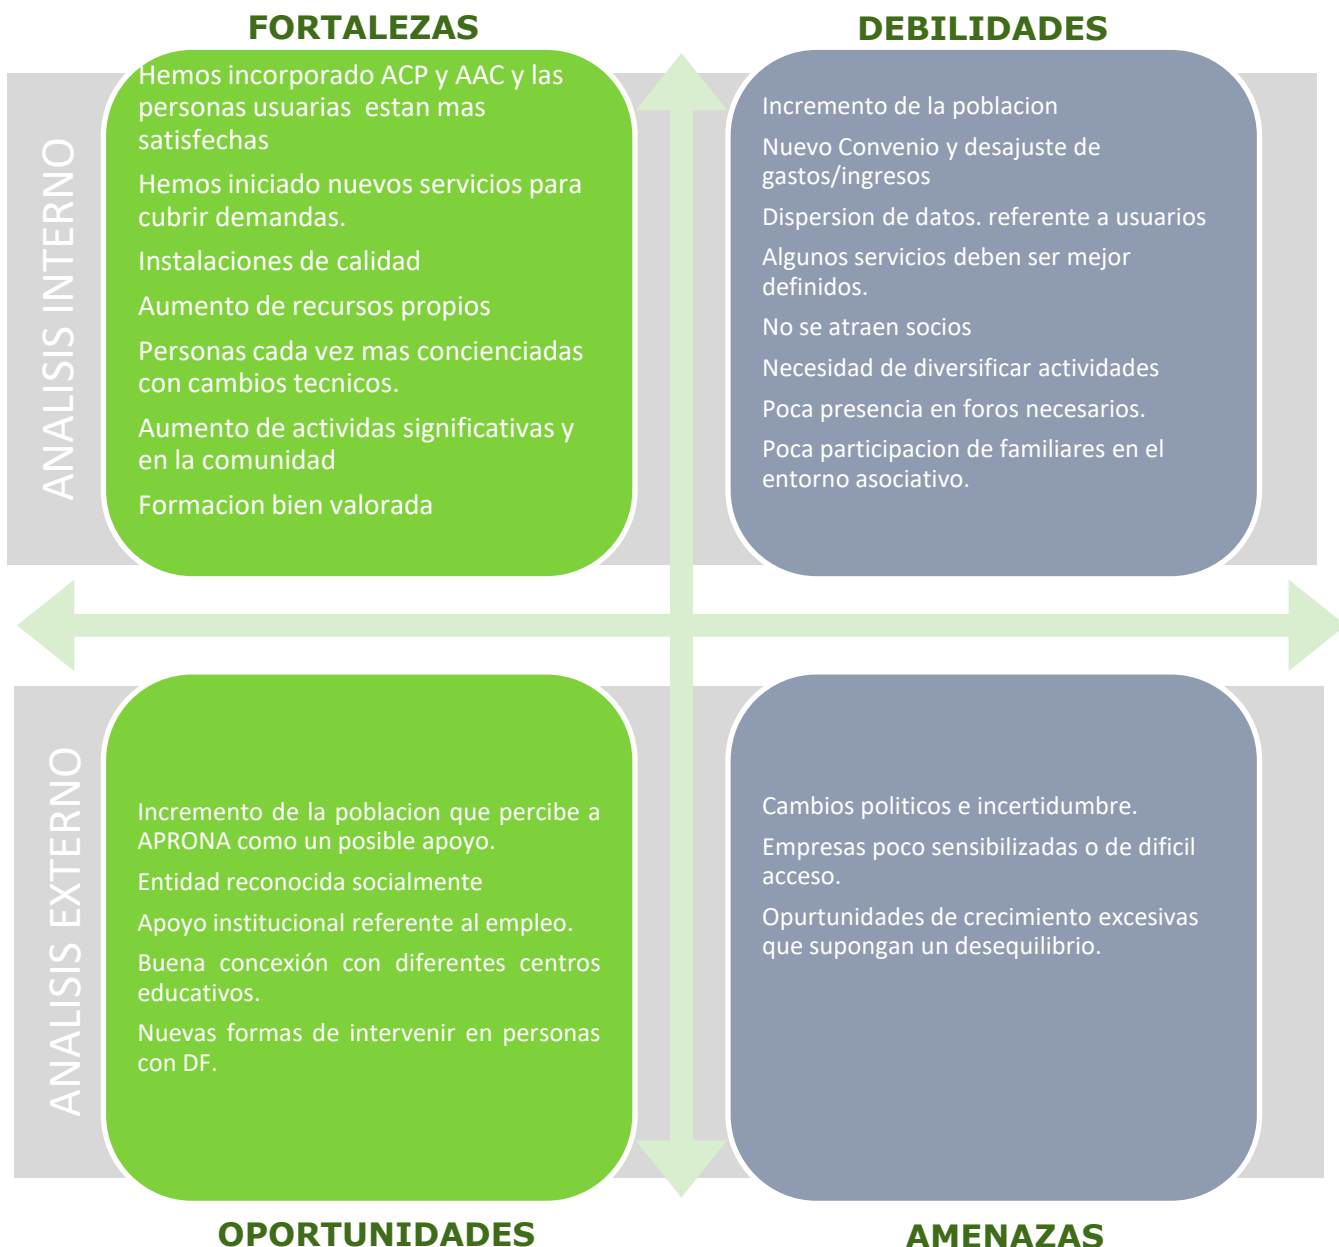 FORTALEZAS
DEBILIDADES
ANALISIS INTERNO
Hemos incorporado ACP y AAC y las
personas usuarias estan mas
satisfechas
Hemos iniciado nuevos servicios para
cubrir demandas.
Instalaciones de calidad
Aumento de recursos propios
Personas cada vez mas concienciadas
con cambios tecnicos.
Aumento de actividas significativas y
en la comunidad
Formacion bien valorada
Incremento de la poblacion
Nuevo Convenio y desajuste de
gastos/ingresos
Dispersion de datos. referente a usuarios
Algunos servicios deben ser mejor
definidos.
No se atraen socios
Necesidad de diversificar actividades
Poca presencia en foros necesarios.
Poca participacion de familiares en el
entorno asociativo.
ANALISIS EXTERNO
Incremento de la poblacion que percibe a
APRONA como un posible apoyo.
Entidad reconocida socialmente
Apoyo institucional referente al empleo.
Buena concexión con diferentes centros
educativos.
Nuevas formas de intervenir en personas
con DF.
Cambios politicos e incertidumbre.
Empresas poco sensibilizadas o de dificil
acceso.
Opurtunidades de crecimiento excesivas
que supongan un desequilibrio.
OPORTUNIDADES
AMENAZAS